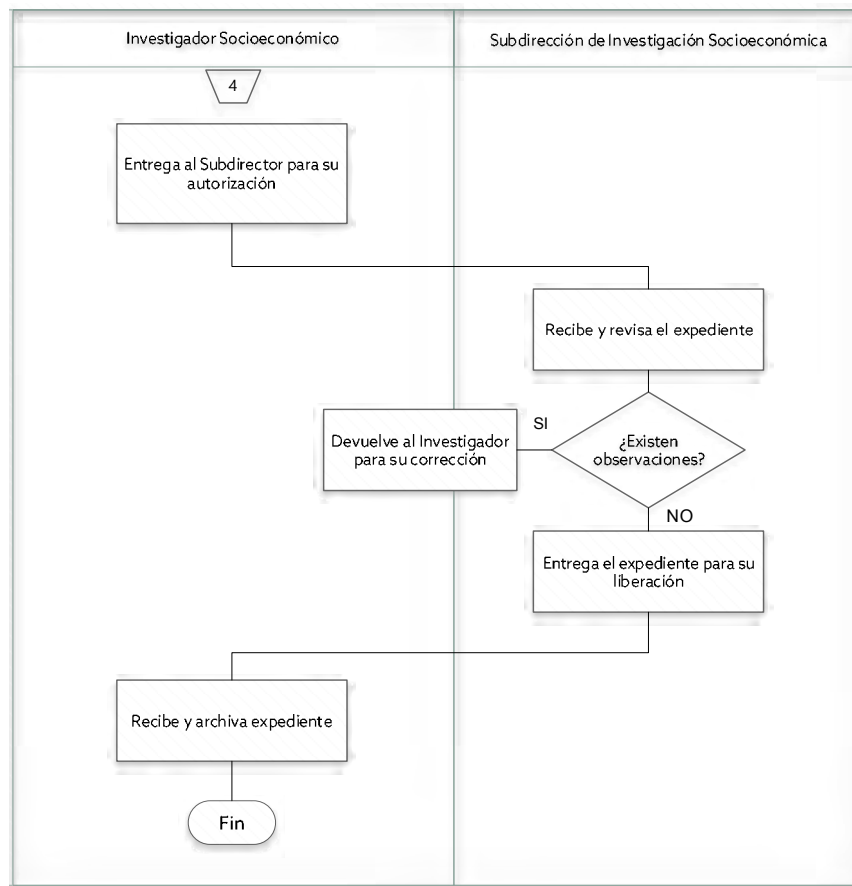 Investigador Socioeconómico
Subdirección de Investigación Socioeconómica
4
Entrega al Subdirector para su
autorización
Recibe y revisa el expediente
¿Existen
observaciones?
SI
Devuelve al Investigador
para su corrección
NO
Entrega el expediente para su
liberación
Recibe y archiva expediente
Fin